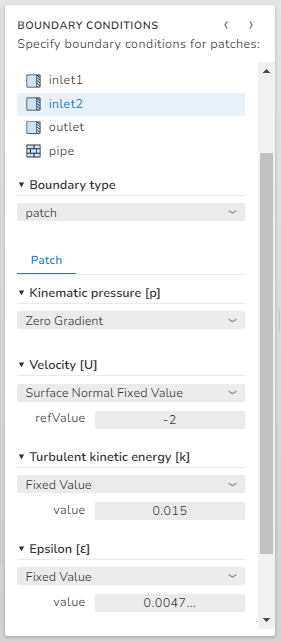 BOUNDARY CONDITIONS
Specify boundary conditions for patches:
inlet1
inlet2
outlet
pipe
Boundary type
patch
Patch
Kinematic pressure [p]
Zero Gradient
Velocity [U]
Surface Normal Fixed Value
refValue -2
Turbulent kinetic energy [k]
Fixed Value
value 0.015
Epsilon [ε]
Fixed Value
value 0.0047...